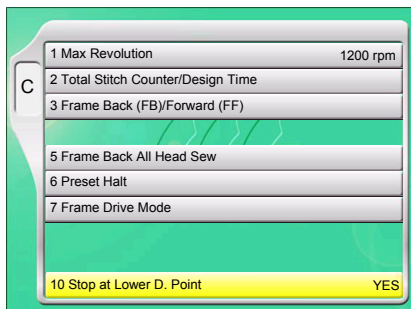 C
1 Max Revolution 1200 rpm
2 Total Stitch Counter/Design Time
3 Frame Back (FB)/Forward (FF)
5 Frame Back All Head Sew
6 Preset Halt
7 Frame Drive Mode
10 Stop at Lower D. Point YES